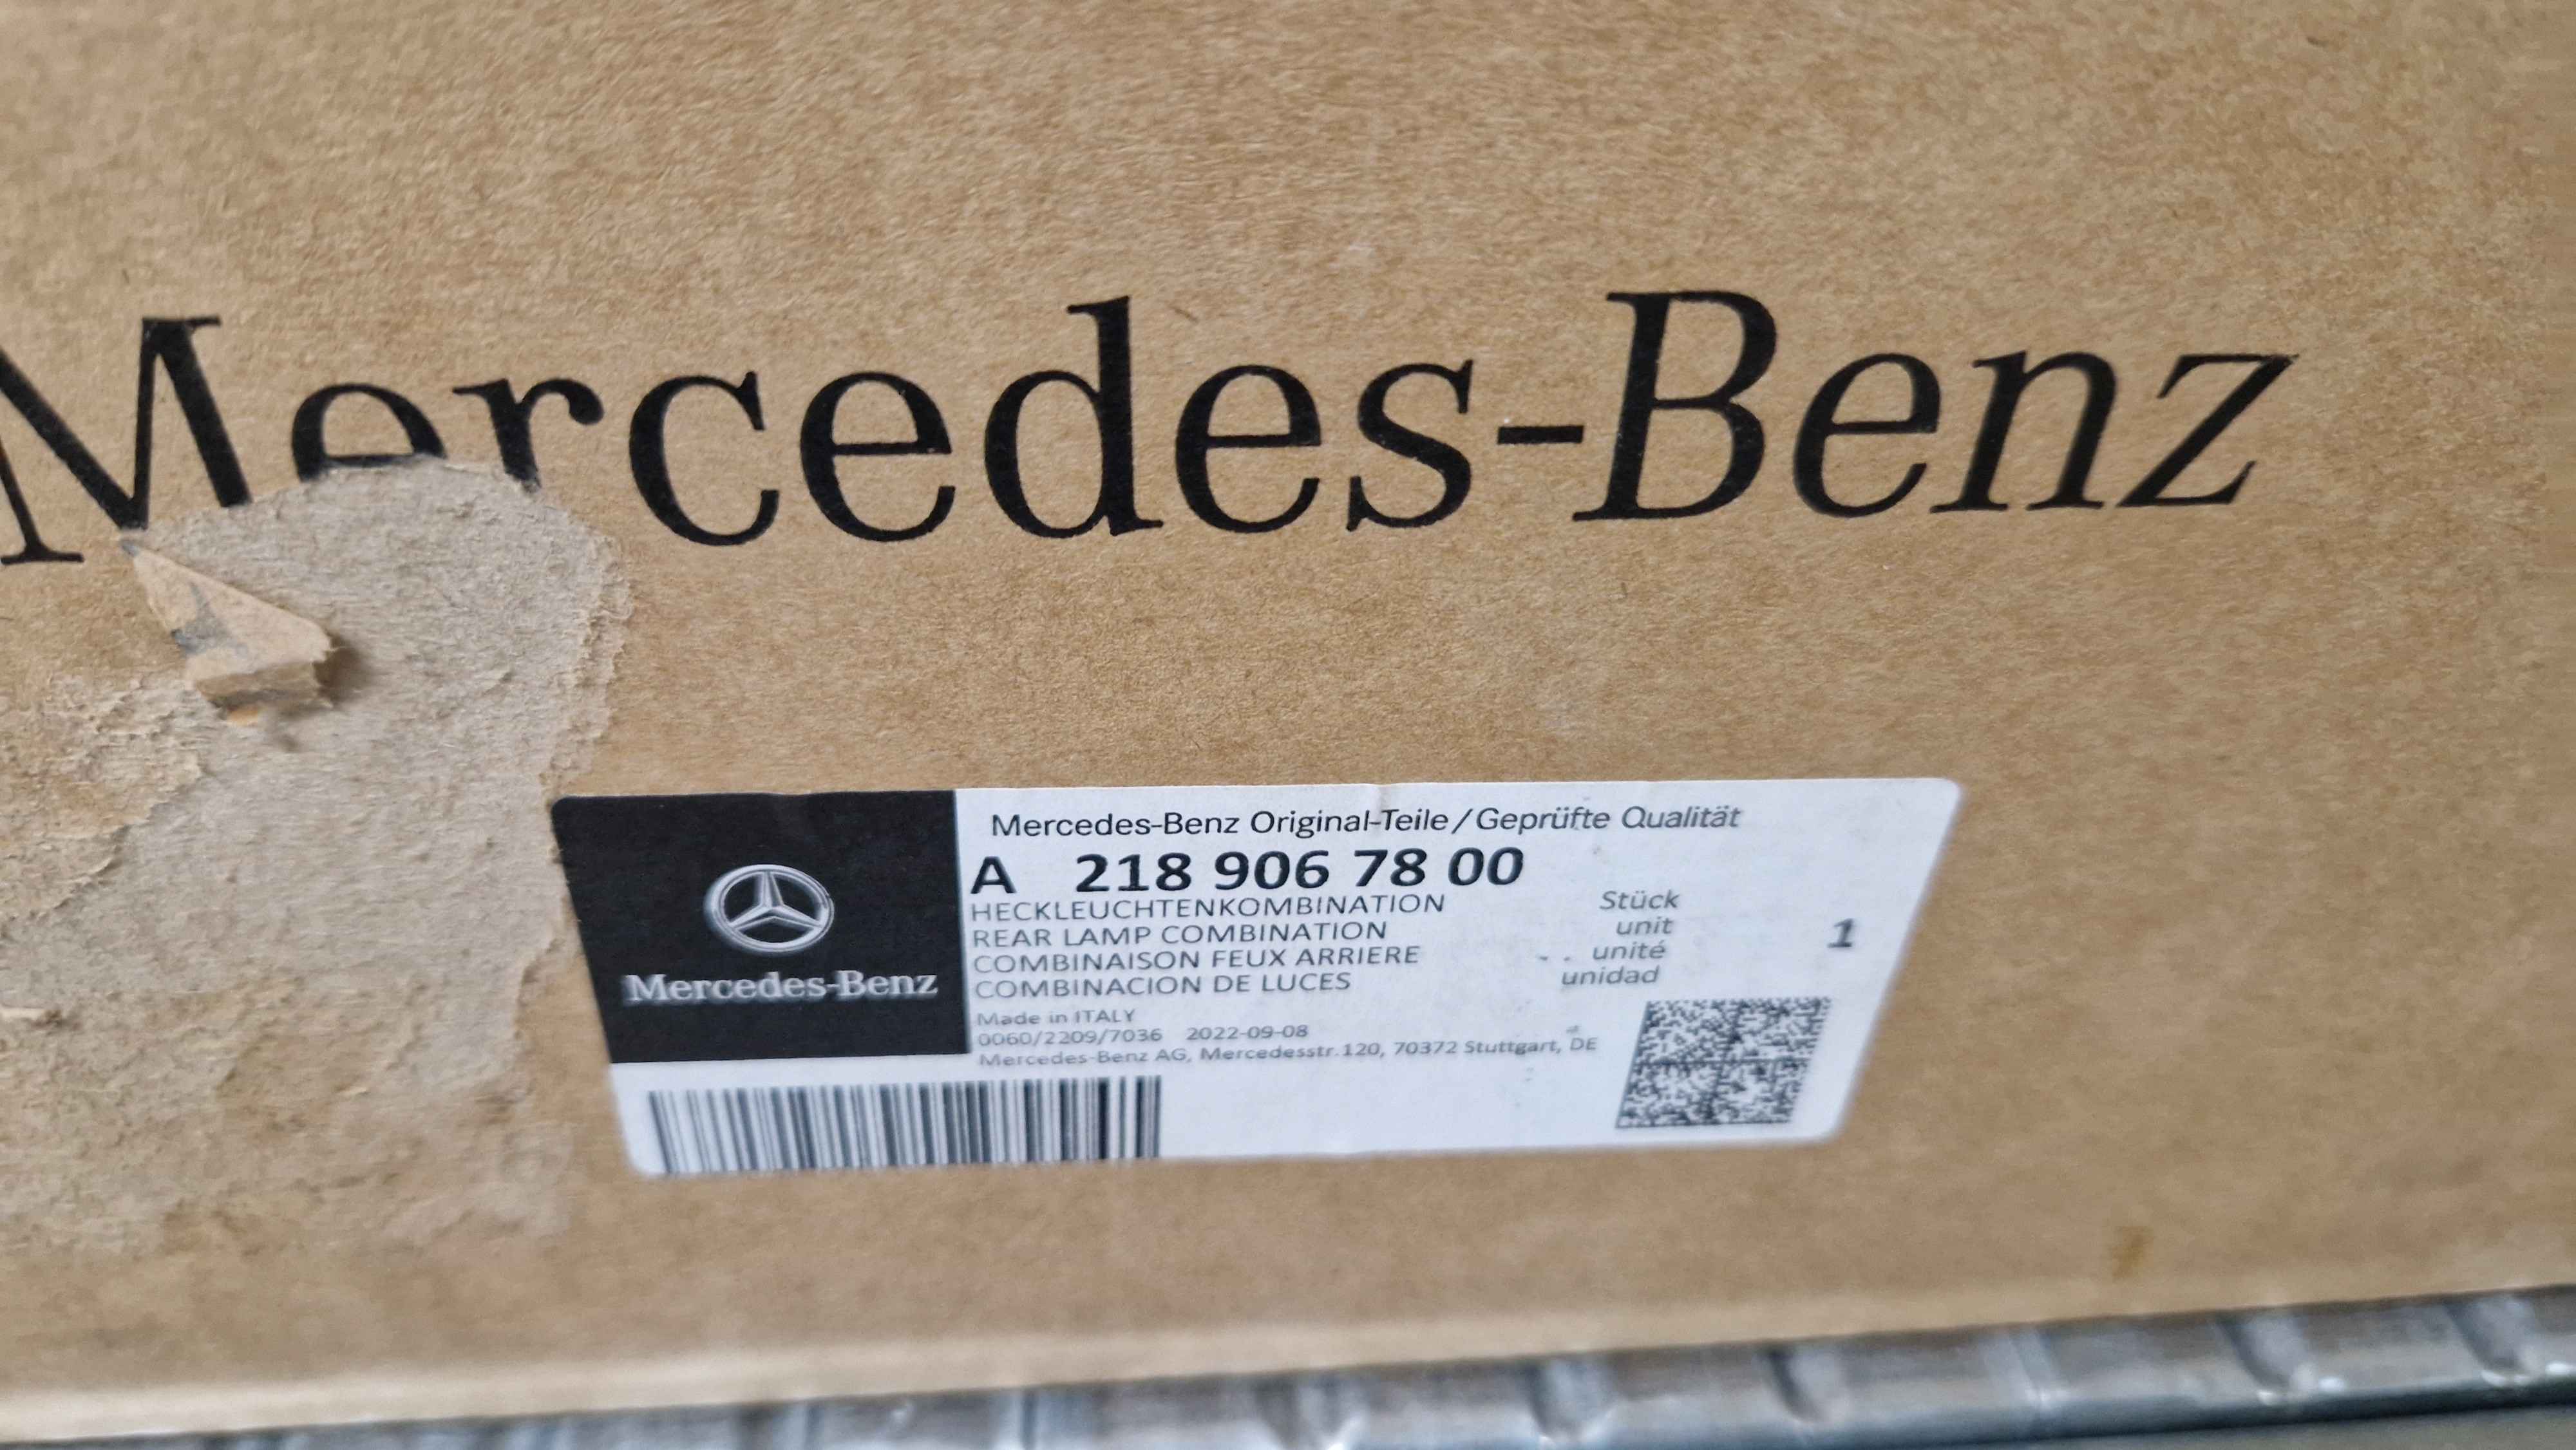 Mercedes-Benz
Mercedes-Benz Original-Teile/Geprüfte Qualität
A 218 906 78 00
HECKLEUCHTENKOMBINATION Stück
REAR LAMP COMBINATION unit 1
COMBINAISON FEUX ARRIERE unité
COMBINACION DE LUCES unidad
Mercedes-Benz
Made in ITALY
0060/2209/7036 2022-09-08
Mercedes-Benz AG, Mercedesstr.120, 70372 Stuttgart, DE